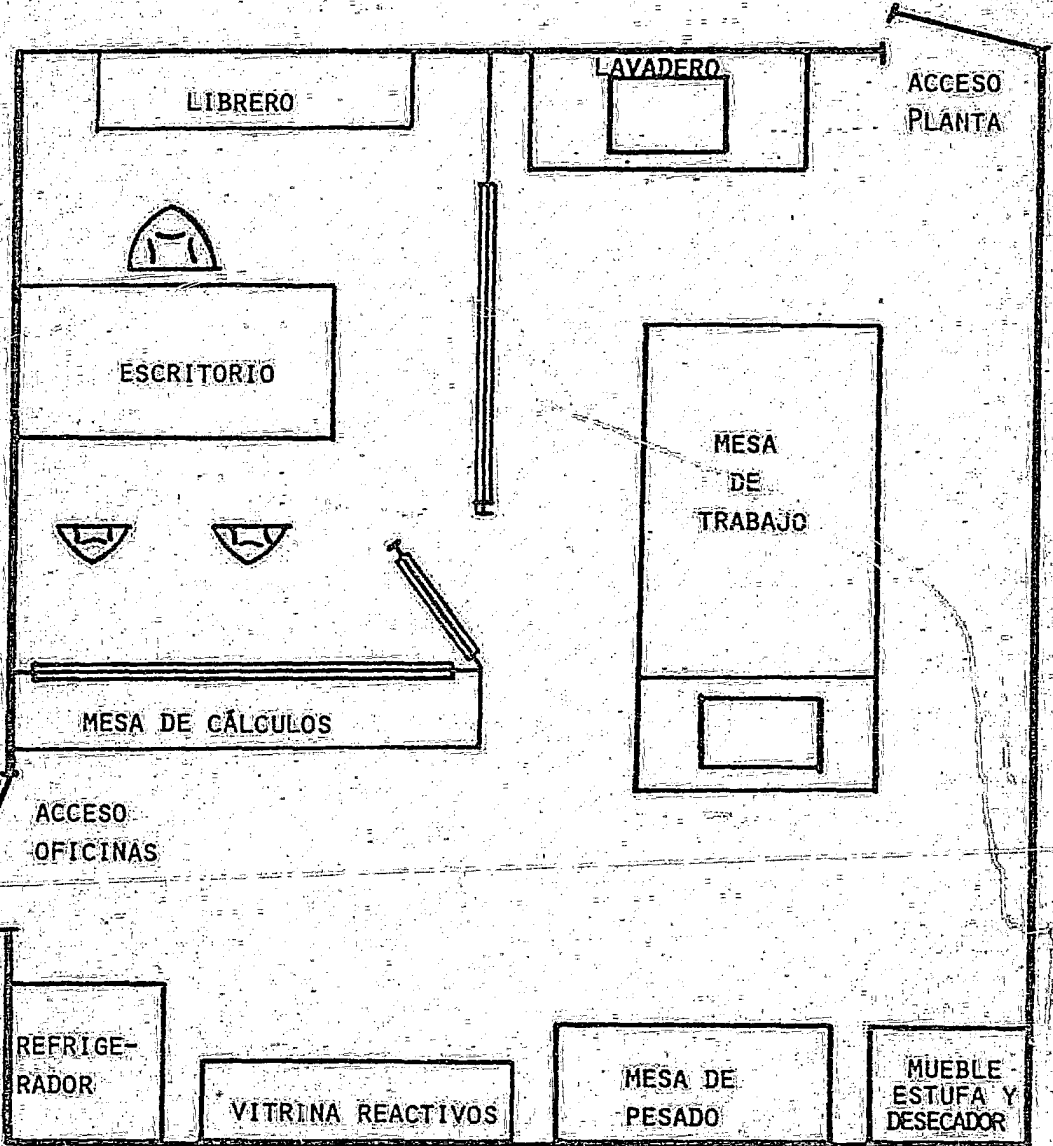 LIBRERO
LAVADERO
ACCESO
PLANTA
ESCRITORIO
MESA
DE
TRABAJO
MESA DE CÁLCULOS
ACCESO
OFICINAS
REFRIGE-
RADOR
VITRINA REACTIVOS
MESA DE
PESADO
MUEBLE
ESTUFA Y
DESECADOR